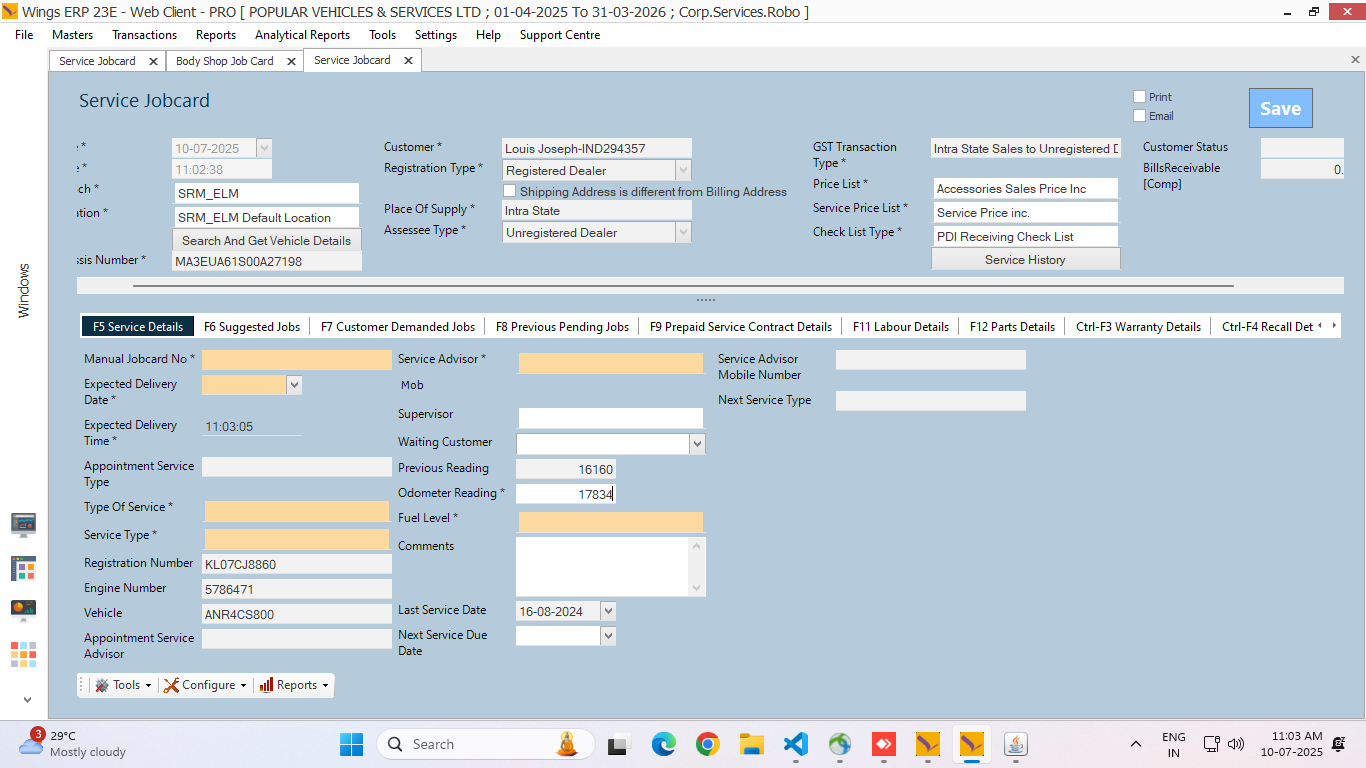 Wings ERP 23E - Web Client - PRO [ POPULAR VEHICLES & SERVICES LTD ; 01-04-2025 To 31-03-2026 ; Corp.Services.Robo ]
File Masters Transactions Reports Analytical Reports Tools Settings Help Support Centre
Service Jobcard Body Shop Job Card Service Jobcard
Windows
Service Jobcard
Print
Email
Save
10-07-2025
11:02:38
ch *
SRM_ELM
ation *
SRM_ELM Default Location
Search And Get Vehicle Details
ssis Number *
MA3EUA61S00A27198
Customer *
Louis Joseph-IND294357
Registration Type *
Registered Dealer
Shipping Address is different from Billing Address
Place Of Supply *
Intra State
Assessee Type *
Unregistered Dealer
GST Transaction
Type *
Intra State Sales to Unregistered D
Price List *
Accessories Sales Price Inc
Service Price List *
Service Price inc.
Check List Type *
PDI Receiving Check List
Service History
Customer Status
BillsReceivable
[Comp]
0.
F5 Service Details F6 Suggested Jobs F7 Customer Demanded Jobs F8 Previous Pending Jobs F9 Prepaid Service Contract Details F11 Labour Details F12 Parts Details Ctrl-F3 Warranty Details Ctrl-F4 Recall Det
Manual Jobcard No *
Expected Delivery
Date *
Expected Delivery
Time *
11:03:05
Appointment Service
Type
Type Of Service *
Service Type *
Registration Number
KL07CJ8860
Engine Number
5786471
Vehicle
ANR4CS800
Appointment Service
Advisor
Service Advisor *
Mob
Supervisor
Waiting Customer
Previous Reading
16160
Odometer Reading *
17834
Fuel Level *
Comments
Last Service Date
16-08-2024
Next Service Due
Date
Service Advisor
Mobile Number
Next Service Type
Tools Configure Reports
3
29°C
Mostly cloudy
Search
ENG
IN
11:03 AM
10-07-2025